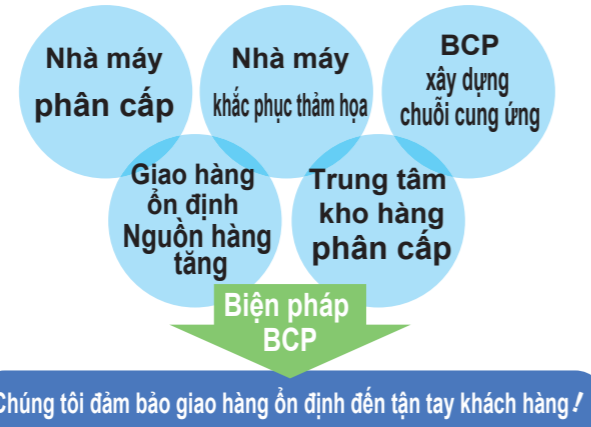 Nhà máy
phân cấp
Nhà máy
khắc phục thảm họa
BCP
xây dựng
chuỗi cung ứng
Giao hàng
ổn định
Nguồn hàng
tăng
Trung tâm
kho hàng
phân cấp
Biện pháp
BCP
Chúng tôi đảm bảo giao hàng ổn định đến tận tay khách hàng!